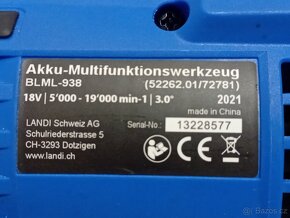 Akku-Multifunktionswerkzeug
BLML-938 (52262.01/72781)
18V | 5'000 - 19'000 min-1 | 3.0° 2021
made in China
LANDI Schweiz AG
Schulriederstrasse 5
CH-3293 Dotzigen
www.landi.ch
Serial-No.: 13228577